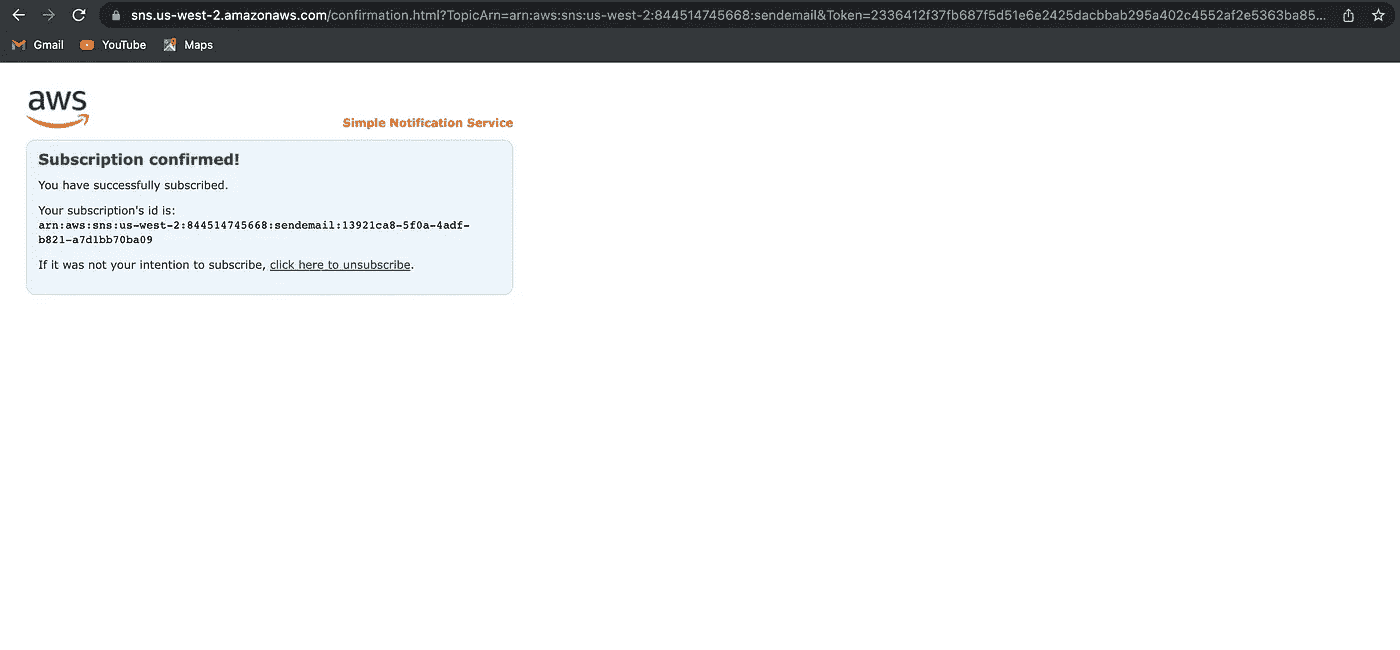 sns.us-west-2.amazonaws.com/confirmation.html?TopicArn=arn:aws:sns:us-west-2:844514745668:sendemail&Token=2336412f37fb687f5d51e6e2425dacbbab295a402c4552af2e5363ba85...
Gmail YouTube Maps
aws
Simple Notification Service
Subscription confirmed!
You have successfully subscribed.
Your subscription's id is:
arn:aws:sns:us-west-2:844514745668:sendemail:13921ca8-5f0a-4adf-
b821-a7d1bb70ba09
If it was not your intention to subscribe, click here to unsubscribe.